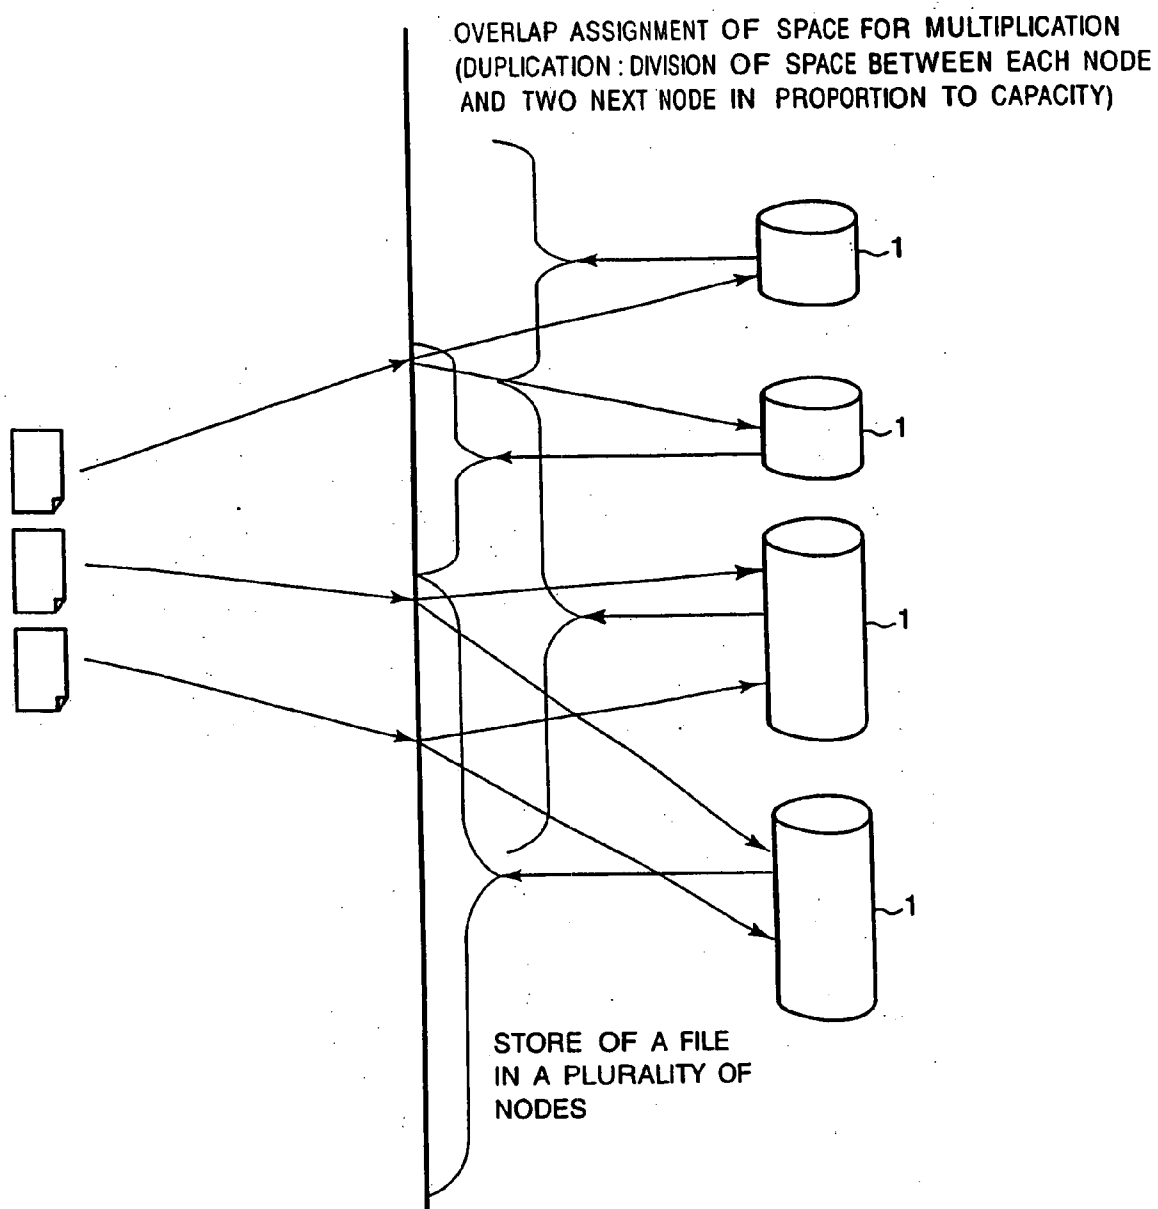 OVERLAP ASSIGNMENT OF SPACE FOR MULTIPLICATION
(DUPLICATION : DIVISION OF SPACE BETWEEN EACH NODE
AND TWO NEXT NODE IN PROPORTION TO CAPACITY)
1
1
1
1
STORE OF A FILE
IN A PLURALITY OF
NODES